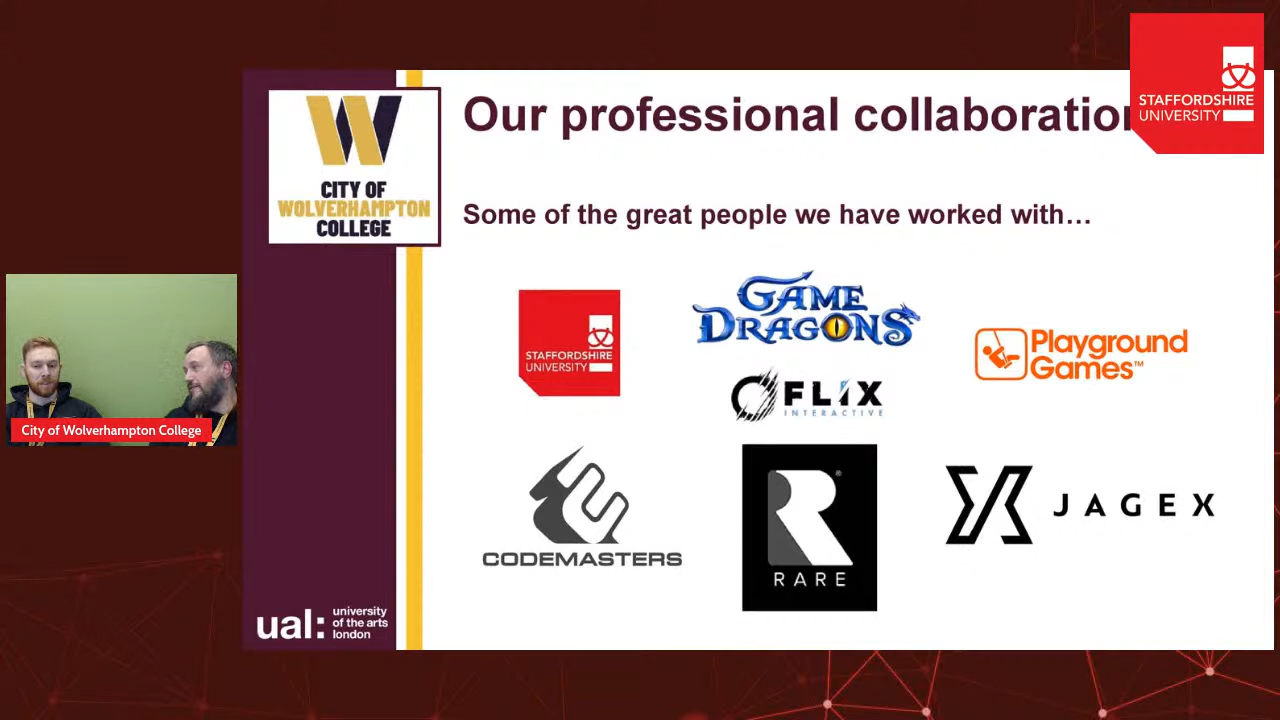 Our professional collaboration
STAFFORDSHIRE
UNIVERSITY
CITY OF
WOLVERHAMPTON
COLLEGE
Some of the great people we have worked with…
STAFFORDSHIRE
UNIVERSITY
GAME
DRAGONS
Playground
Games™
FLIX
INTERACTIVE
CODEMASTERS
R®
RARE
JAGEX
City of Wolverhampton College
ual:
university
of the arts
london